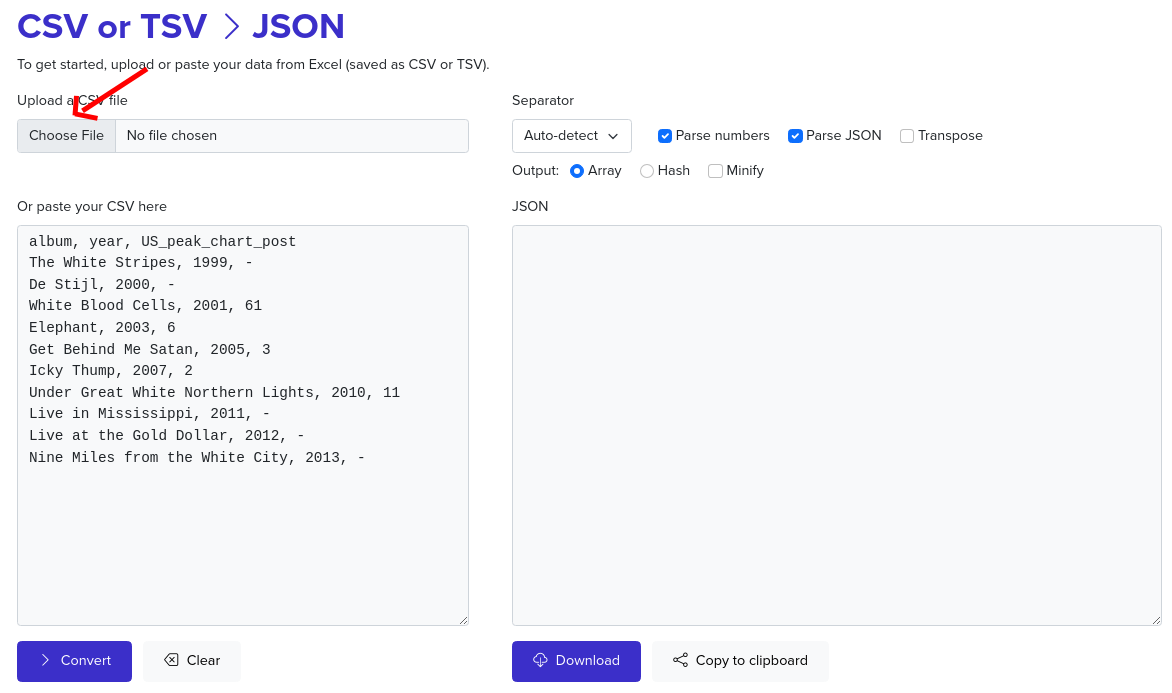 CSV or TSV > JSON
To get started, upload or paste your data from Excel (saved as CSV or TSV).
Upload a CSV file
Choose File No file chosen
Separator
Auto-detect Parse numbers Parse JSON Transpose
Output: Array Hash Minify
Or paste your CSV here
album, year, US_peak_chart_post
The White Stripes, 1999, -
De Stijl, 2000, -
White Blood Cells, 2001, 61
Elephant, 2003, 6
Get Behind Me Satan, 2005, 3
Icky Thump, 2007, 2
Under Great White Northern Lights, 2010, 11
Live in Mississippi, 2011, -
Live at the Gold Dollar, 2012, -
Nine Miles from the White City, 2013, -
JSON
Convert Clear
Download Copy to clipboard